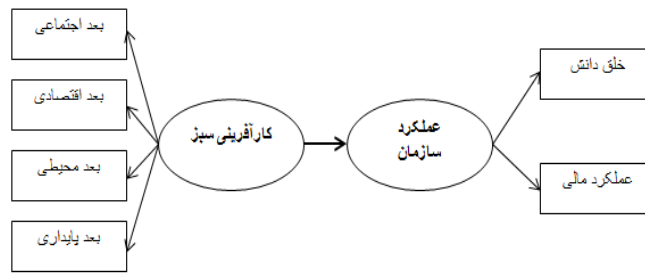 بعد اجتماعی
بعد اقتصادی
بعد محیطی
بعد پایداری
کارآفرینی سبز
عملکرد
سازمان
خلق دانش
عملکرد مالی